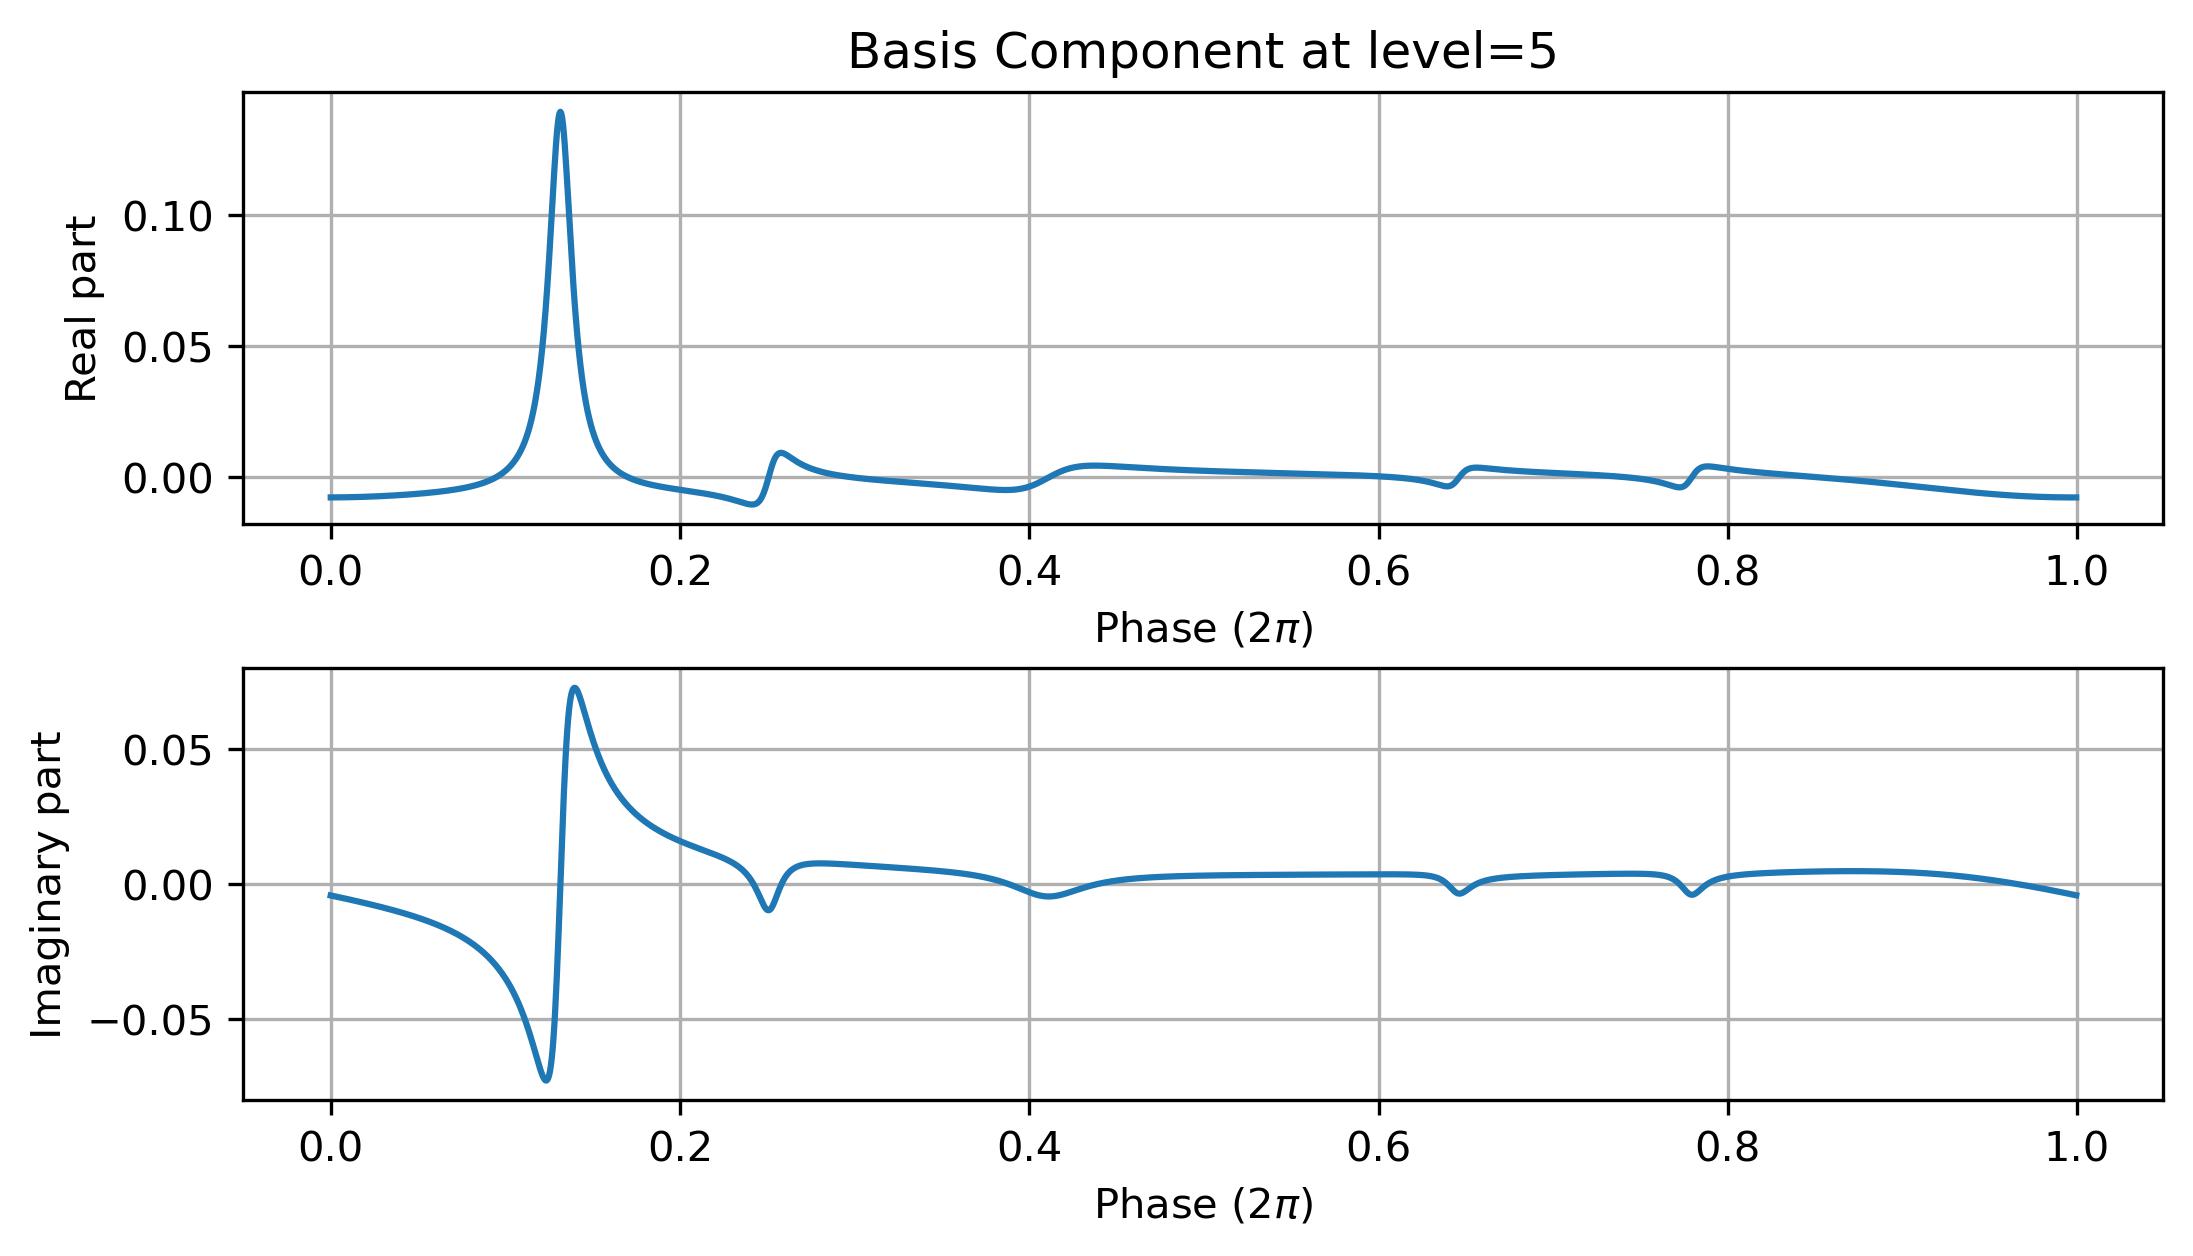 Basis Component at level=5
Real part
0.10
0.05
0.00
0.0 0.2 0.4 0.6 0.8 1.0
Phase (2π)
Imaginary part
0.05
0.00
−0.05
0.0 0.2 0.4 0.6 0.8 1.0
Phase (2π)